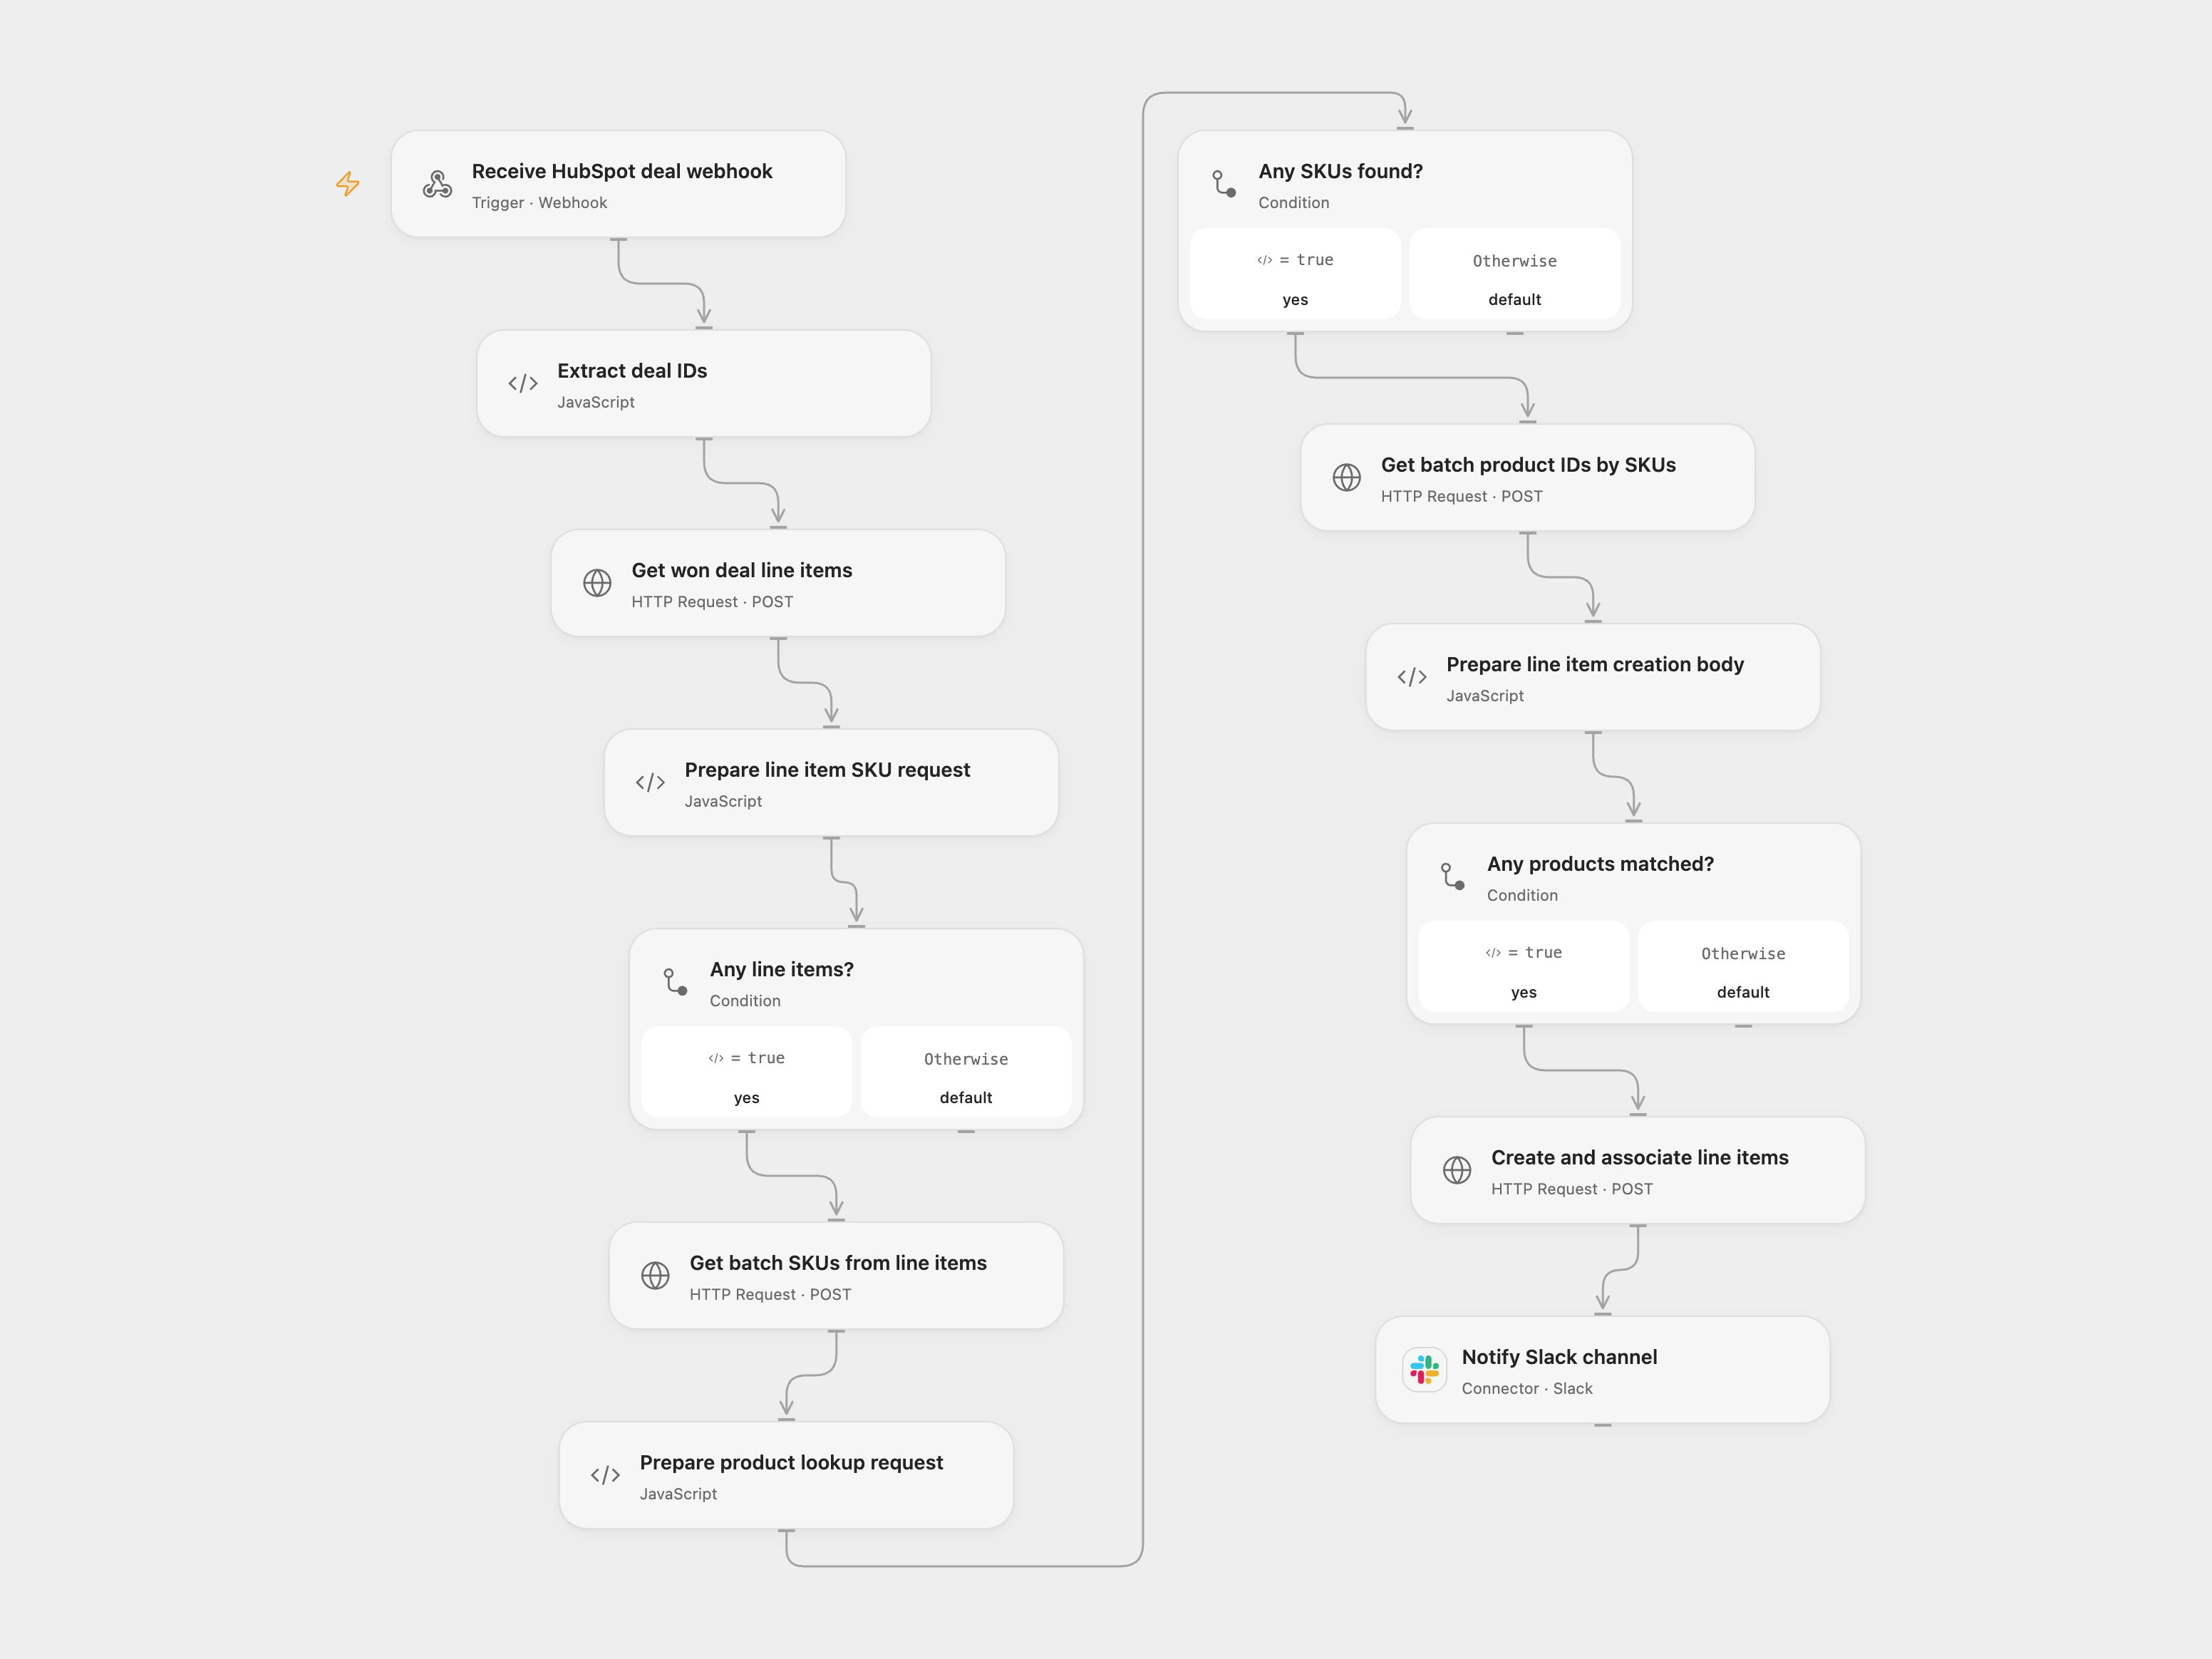 Receive HubSpot deal webhook
Trigger · Webhook
Extract deal IDs
JavaScript
Get won deal line items
HTTP Request · POST
Prepare line item SKU request
JavaScript
Any line items?
Condition
</> = true
yes
Otherwise
default
Get batch SKUs from line items
HTTP Request · POST
Prepare product lookup request
JavaScript
Any SKUs found?
Condition
</> = true
yes
Otherwise
default
Get batch product IDs by SKUs
HTTP Request · POST
Prepare line item creation body
JavaScript
Any products matched?
Condition
</> = true
yes
Otherwise
default
Create and associate line items
HTTP Request · POST
Notify Slack channel
Connector · Slack